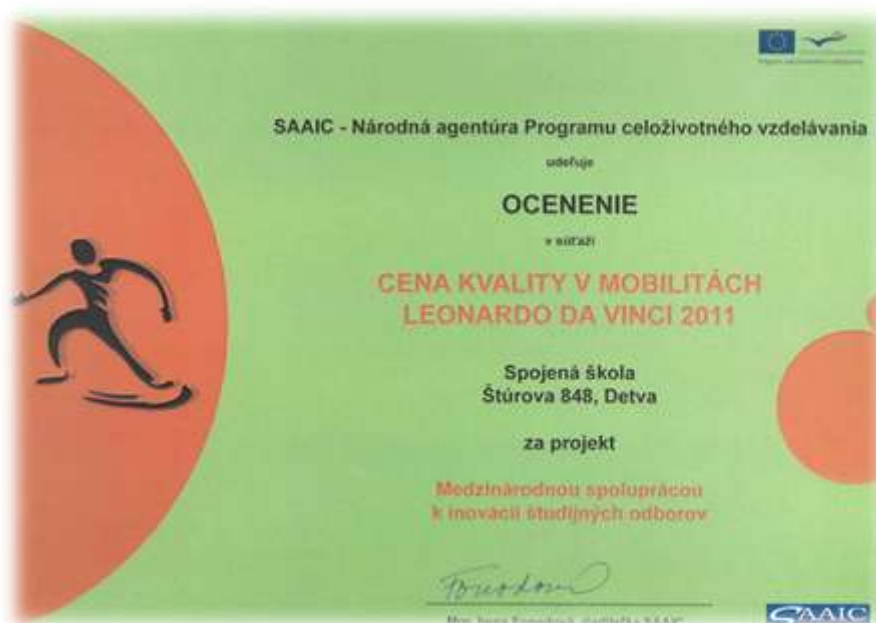 SAAIC - Národná agentúra Programu celoživotného vzdelávania
udeľuje
OCENENIE
v súťaži
CENA KVALITY V MOBILITÁCH
LEONARDO DA VINCI 2011
Spojená škola
Štúrova 848, Detva
za projekt
Medzinárodnou spoluprácou
k inovácii študijných odborov
SAAIC